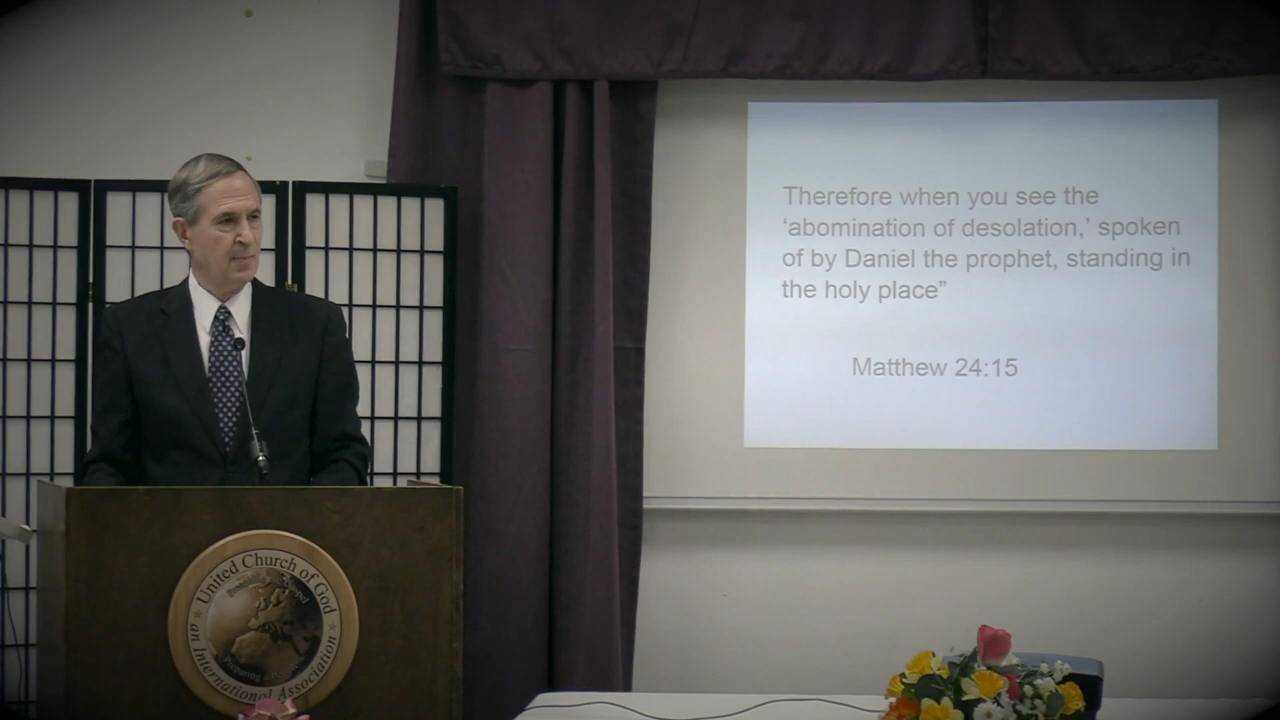 Therefore when you see the
‘abomination of desolation,’ spoken
of by Daniel the prophet, standing in
the holy place”
Matthew 24:15
United Church of God
an International Association
Preparing a